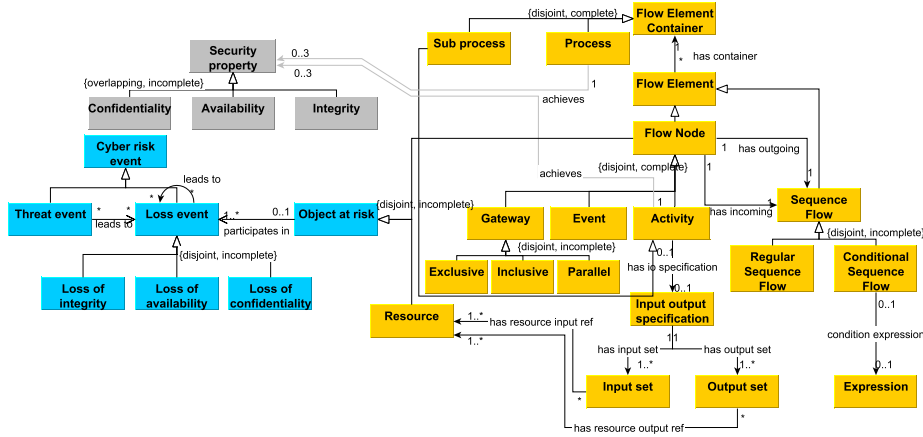 {disjoint, complete}
Flow Element
Container
Sub process
Process
Security
property
0..3
0..3
1
1
*
has container
{overlapping, incomplete}
achieves
Flow Element
Confidentiality
Availability
Integrity
Cyber risk
event
Flow Node
1
has outgoing
leads to
{disjoint, complete}
achieves
1
1
*
*
Threat event
*
*
leads to
Loss event
1..*
0..1
participates in
Object at risk
{disjoint, incomplete}
Gateway
Event
1
Activity
has incoming
1
Sequence
Flow
{disjoint, incomplete}
{disjoint, incomplete}
{disjoint, incomplete}
0..1
Exclusive
Inclusive
Parallel
has io specification
Regular
Sequence
Flow
Conditional
Sequence
Flow
Loss of
integrity
Loss of
availability
Loss of
confidentiality
0..1
Input output
specification
0..1
Resource
1..*
has resource input ref
1..*
1
1
condition expression
has input set
has output set
1..*
1..*
0..1
Input set
Output set
Expression
*
*
has resource output ref